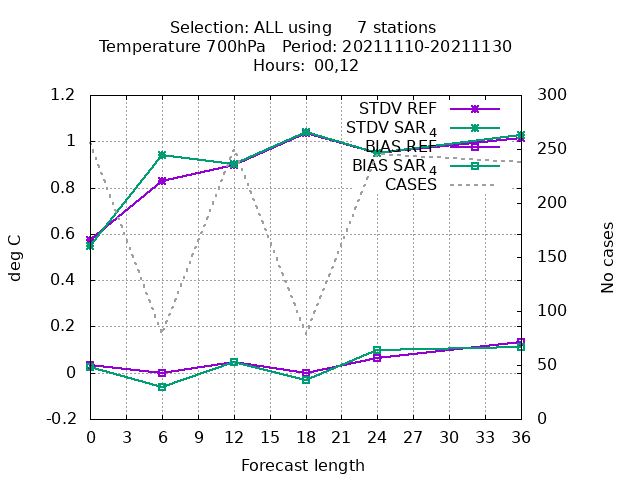 Selection: ALL using     7 stations
Temperature 700hPa   Period: 20211110-20211130
Hours:  00,12
1.2
1
0.8
0.6
0.4
0.2
0
-0.2
deg C
300
250
200
150
100
50
0
No cases
STDV REF
STDV SAR 4
BIAS REF
BIAS SAR 4
CASES
0 3 6 9 12 15 18 21 24 27 30 33 36
Forecast length